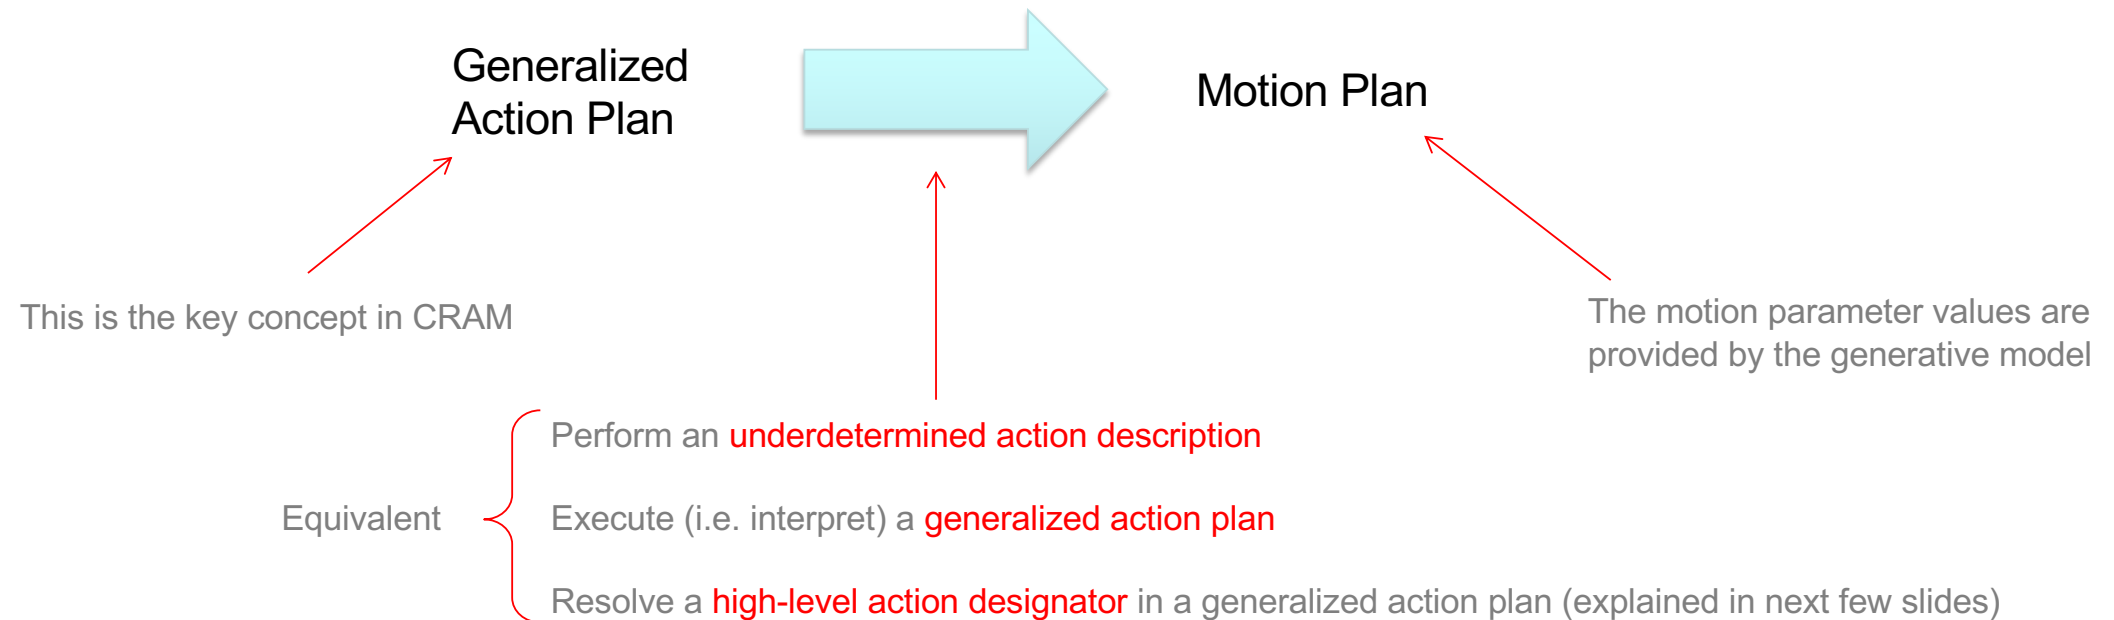 Generalized
Action Plan
Motion Plan
This is the key concept in CRAM
The motion parameter values are
provided by the generative model
Perform an underdetermined action description
Equivalent
Execute (i.e. interpret) a generalized action plan
Resolve a high-level action designator in a generalized action plan (explained in next few slides)